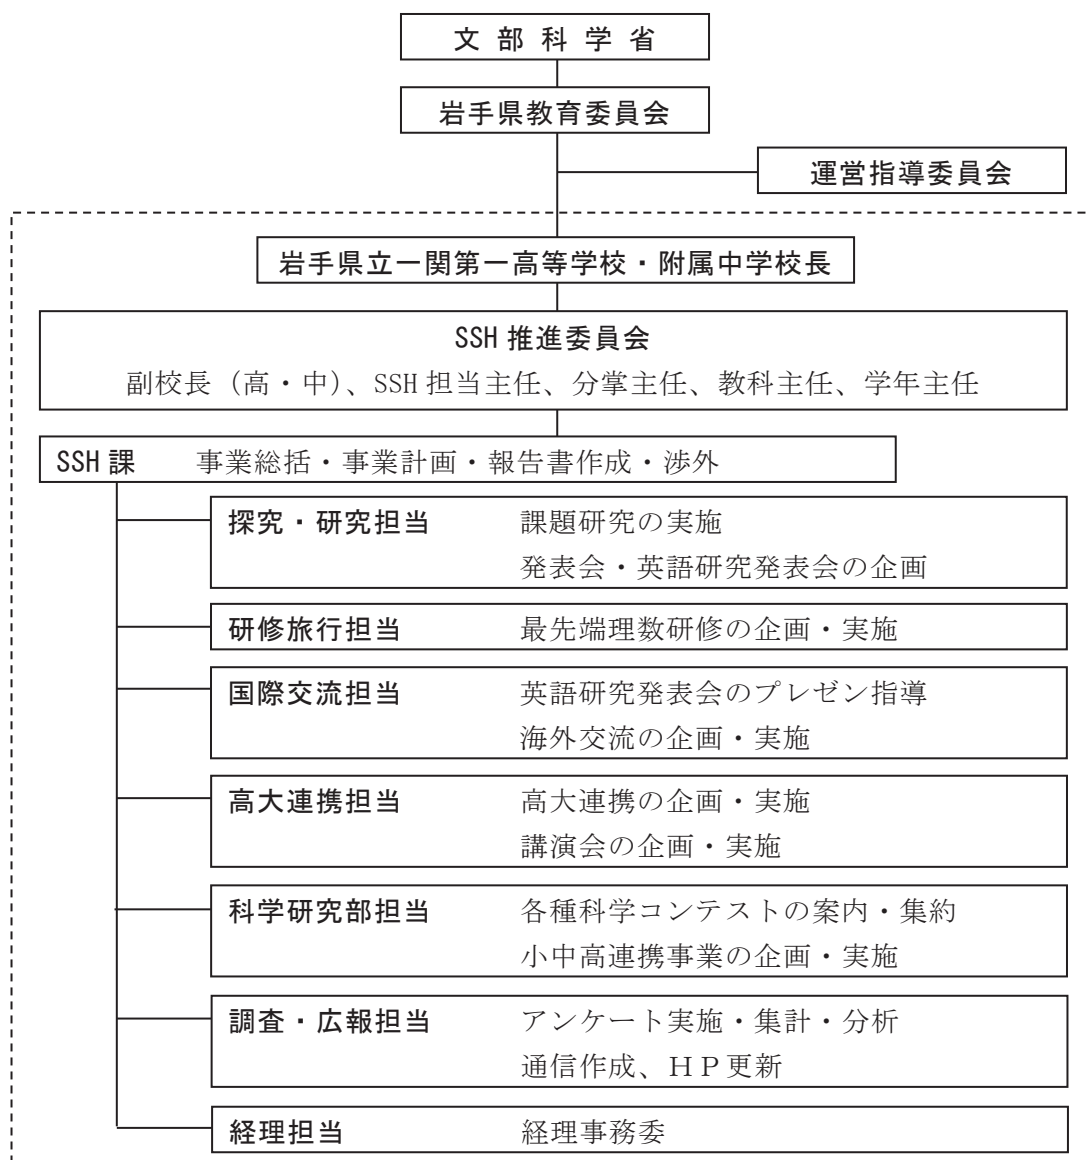 文部科学省
岩手県教育委員会
運営指導委員会
岩手県立一関第一高等学校・附属中学校長
SSH 推進委員会
副校長（高・中）、SSH 担当主任、分掌主任、教科主任、学年主任
SSH 課 事業総括・事業計画・報告書作成・渉外
探究・研究担当 課題研究の実施
発表会・英語研究発表会の企画
研修旅行担当 最先端理数研修の企画・実施
国際交流担当 英語研究発表会のプレゼン指導
海外交流の企画・実施
高大連携担当 高大連携の企画・実施
講演会の企画・実施
科学研究部担当 各種科学コンテストの案内・集約
小中高連携事業の企画・実施
調査・広報担当 アンケート実施・集計・分析
通信作成、ＨＰ更新
経理担当 経理事務委